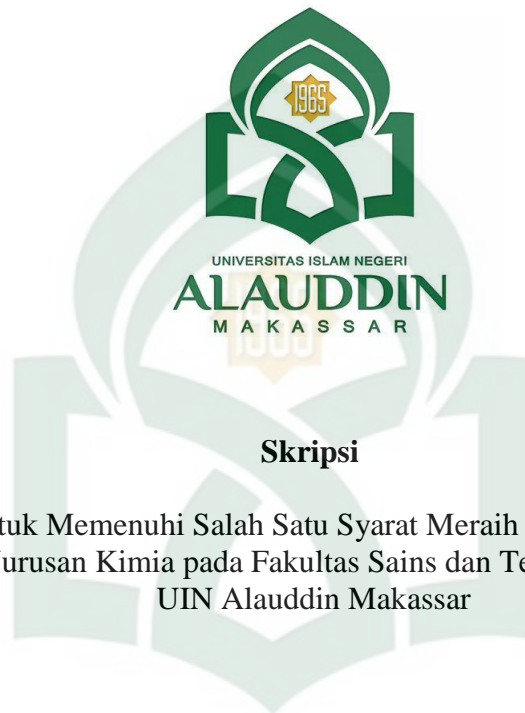 1965
UNIVERSITAS ISLAM NEGERI
ALAUDDIN
MAKASSAR
Skripsi
tuk Memenuhi Salah Satu Syarat Meraih
Jurusan Kimia pada Fakultas Sains dan Te
UIN Alauddin Makassar